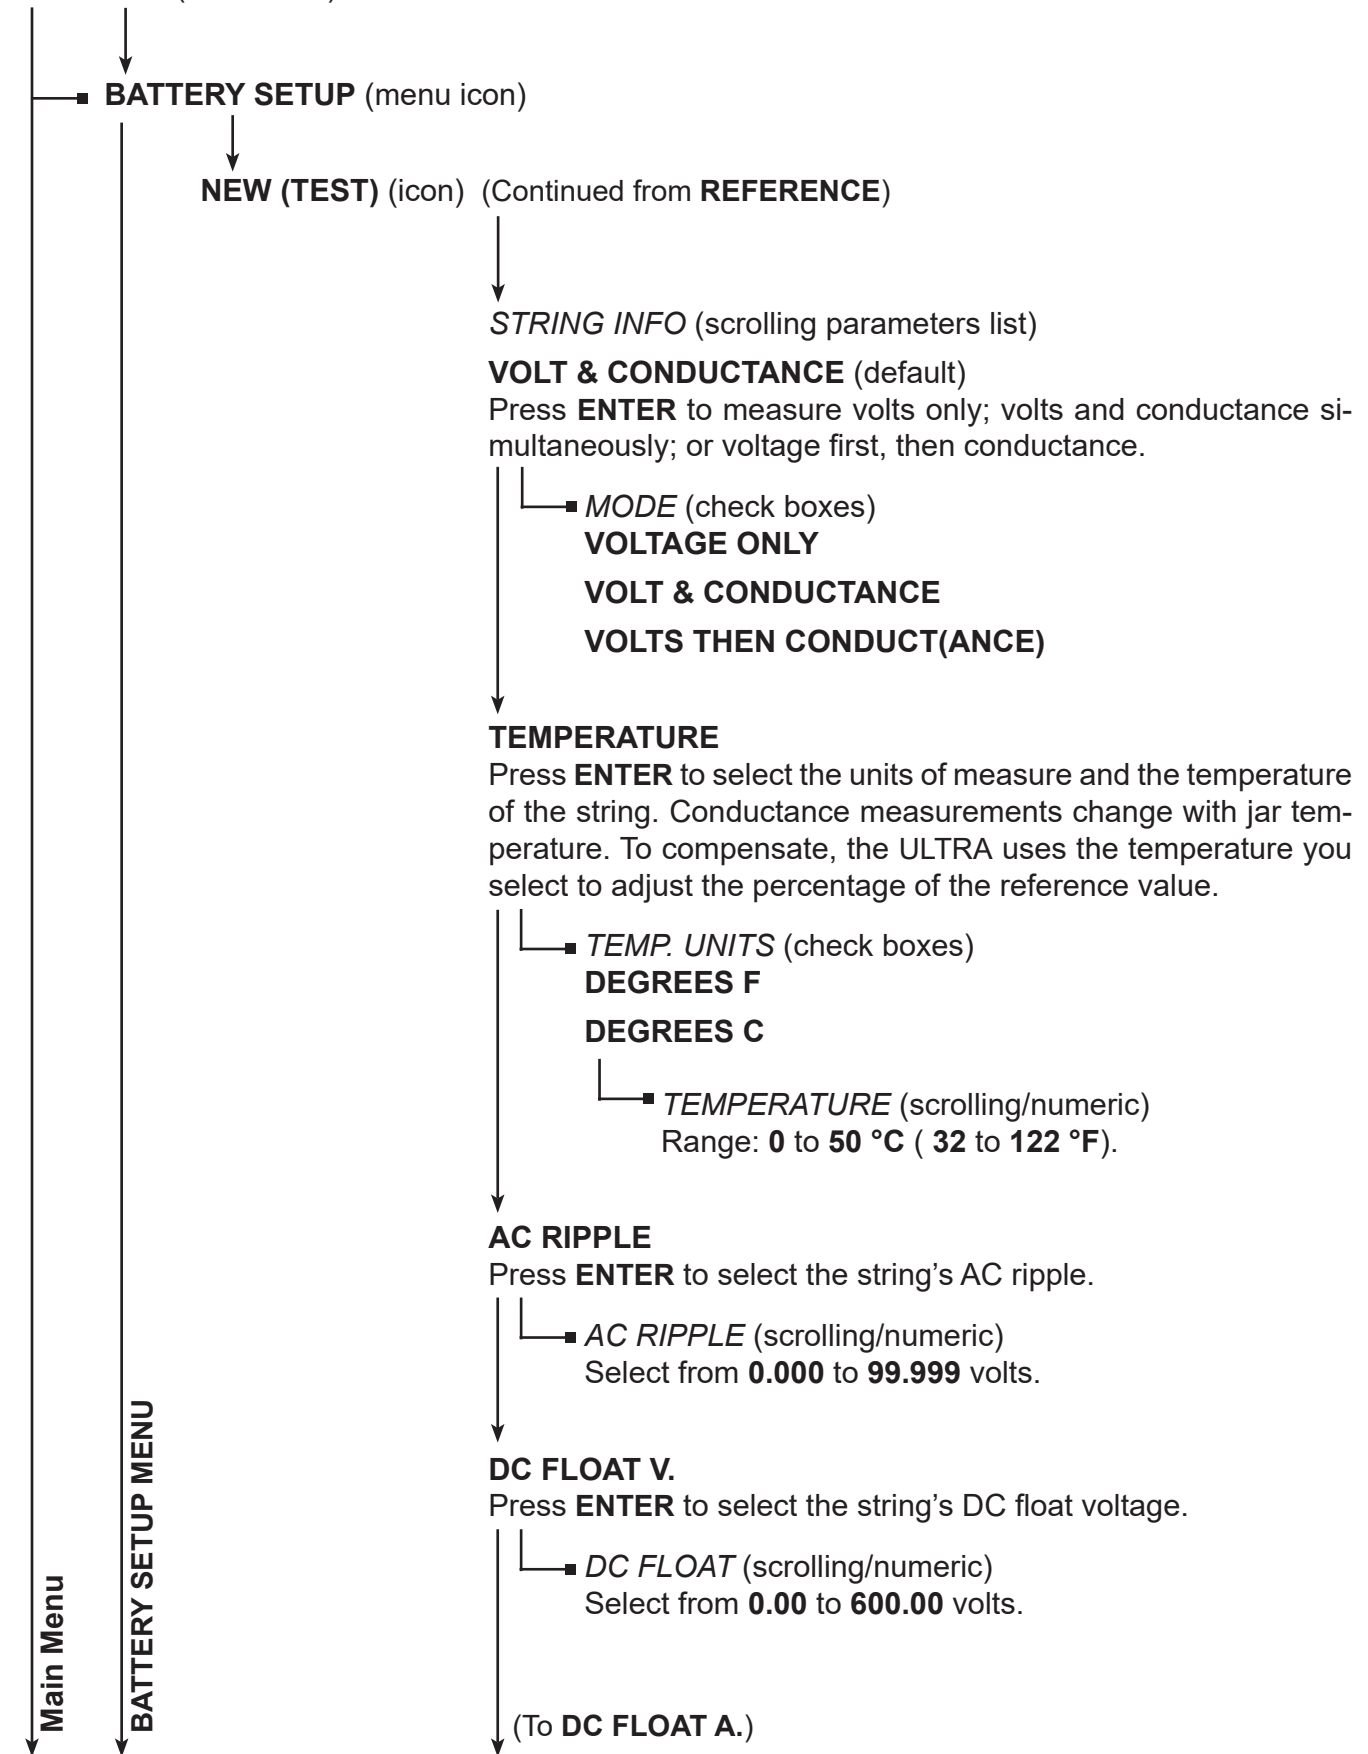 BATTERY SETUP (menu icon)
NEW (TEST) (icon) (Continued from REFERENCE)
STRING INFO (scrolling parameters list)
VOLT & CONDUCTANCE (default)
Press ENTER to measure volts only; volts and conductance si-
multaneously; or voltage first, then conductance.
MODE (check boxes)
VOLTAGE ONLY
VOLT & CONDUCTANCE
VOLTS THEN CONDUCT(ANCE)
TEMPERATURE
Press ENTER to select the units of measure and the temperature
of the string. Conductance measurements change with jar tem-
perature. To compensate, the ULTRA uses the temperature you
select to adjust the percentage of the reference value.
TEMP. UNITS (check boxes)
DEGREES F
DEGREES C
TEMPERATURE (scrolling/numeric)
Range: 0 to 50 °C ( 32 to 122 °F).
AC RIPPLE
Press ENTER to select the string's AC ripple.
AC RIPPLE (scrolling/numeric)
Select from 0.000 to 99.999 volts.
DC FLOAT V.
Press ENTER to select the string's DC float voltage.
DC FLOAT (scrolling/numeric)
Select from 0.00 to 600.00 volts.
(To DC FLOAT A.)
Main Menu
BATTERY SETUP MENU